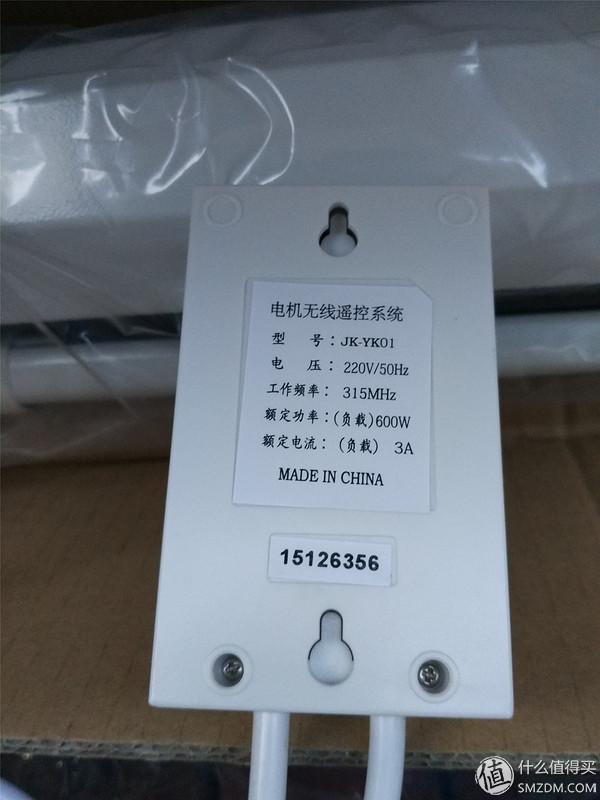 电机无线遥控系统
型 号：JK-YK01
电 压：220V/50Hz
工作频率：315MHz
额定功率：(负载)600W
额定电流：(负载) 3A
MADE IN CHINA
15126356
值 什么值得买
SMZDM.COM